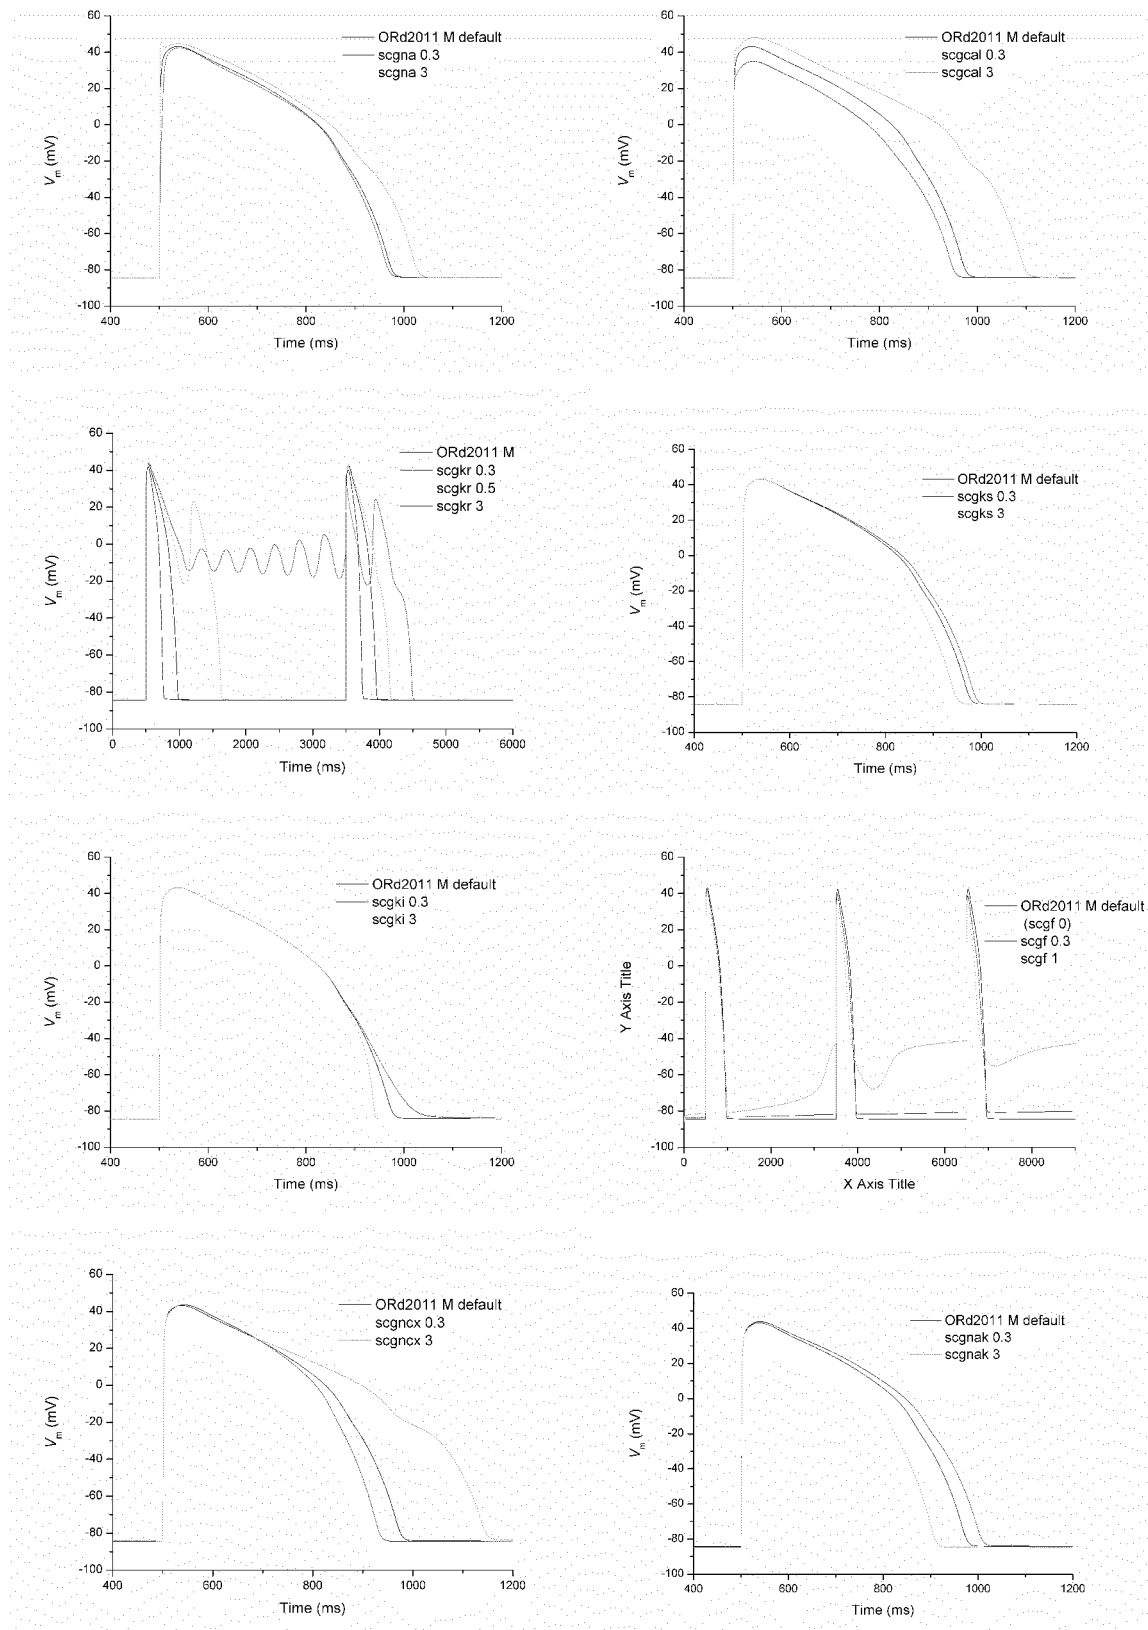 60
40
20
0
-20
-40
-60
-80
-100
Vm (mV)
400 600 800 1000 1200
Time (ms)
ORd2011 M default
scgna 0.3
scgna 3
60
40
20
0
-20
-40
-60
-80
-100
Vm (mV)
400 600 800 1000 1200
Time (ms)
ORd2011 M default
scgcal 0.3
scgcal 3
60
40
20
0
-20
-40
-60
-80
-100
Vm (mV)
0 1000 2000 3000 4000 5000 6000
Time (ms)
ORd2011 M
scgkr 0.3
scgkr 0.5
scgkr 3
60
40
20
0
-20
-40
-60
-80
-100
Vm (mV)
400 600 800 1000 1200
Time (ms)
ORd2011 M default
scgks 0.3
scgks 3
60
40
20
0
-20
-40
-60
-80
-100
Vm (mV)
400 600 800 1000 1200
Time (ms)
ORd2011 M default
scgki 0.3
scgki 3
60
40
20
0
-20
-40
-60
-80
-100
Y Axis Title
0 2000 4000 6000 8000
X Axis Title
ORd2011 M default
(scgf 0)
scgf 0.3
scgf 1
60
40
20
0
-20
-40
-60
-80
-100
Vm (mV)
400 600 800 1000 1200
Time (ms)
ORd2011 M default
scgncx 0.3
scgncx 3
60
40
20
0
-20
-40
-60
-80
-100
Vm (mV)
400 600 800 1000 1200
Time (ms)
ORd2011 M default
scgnak 0.3
scgnak 3